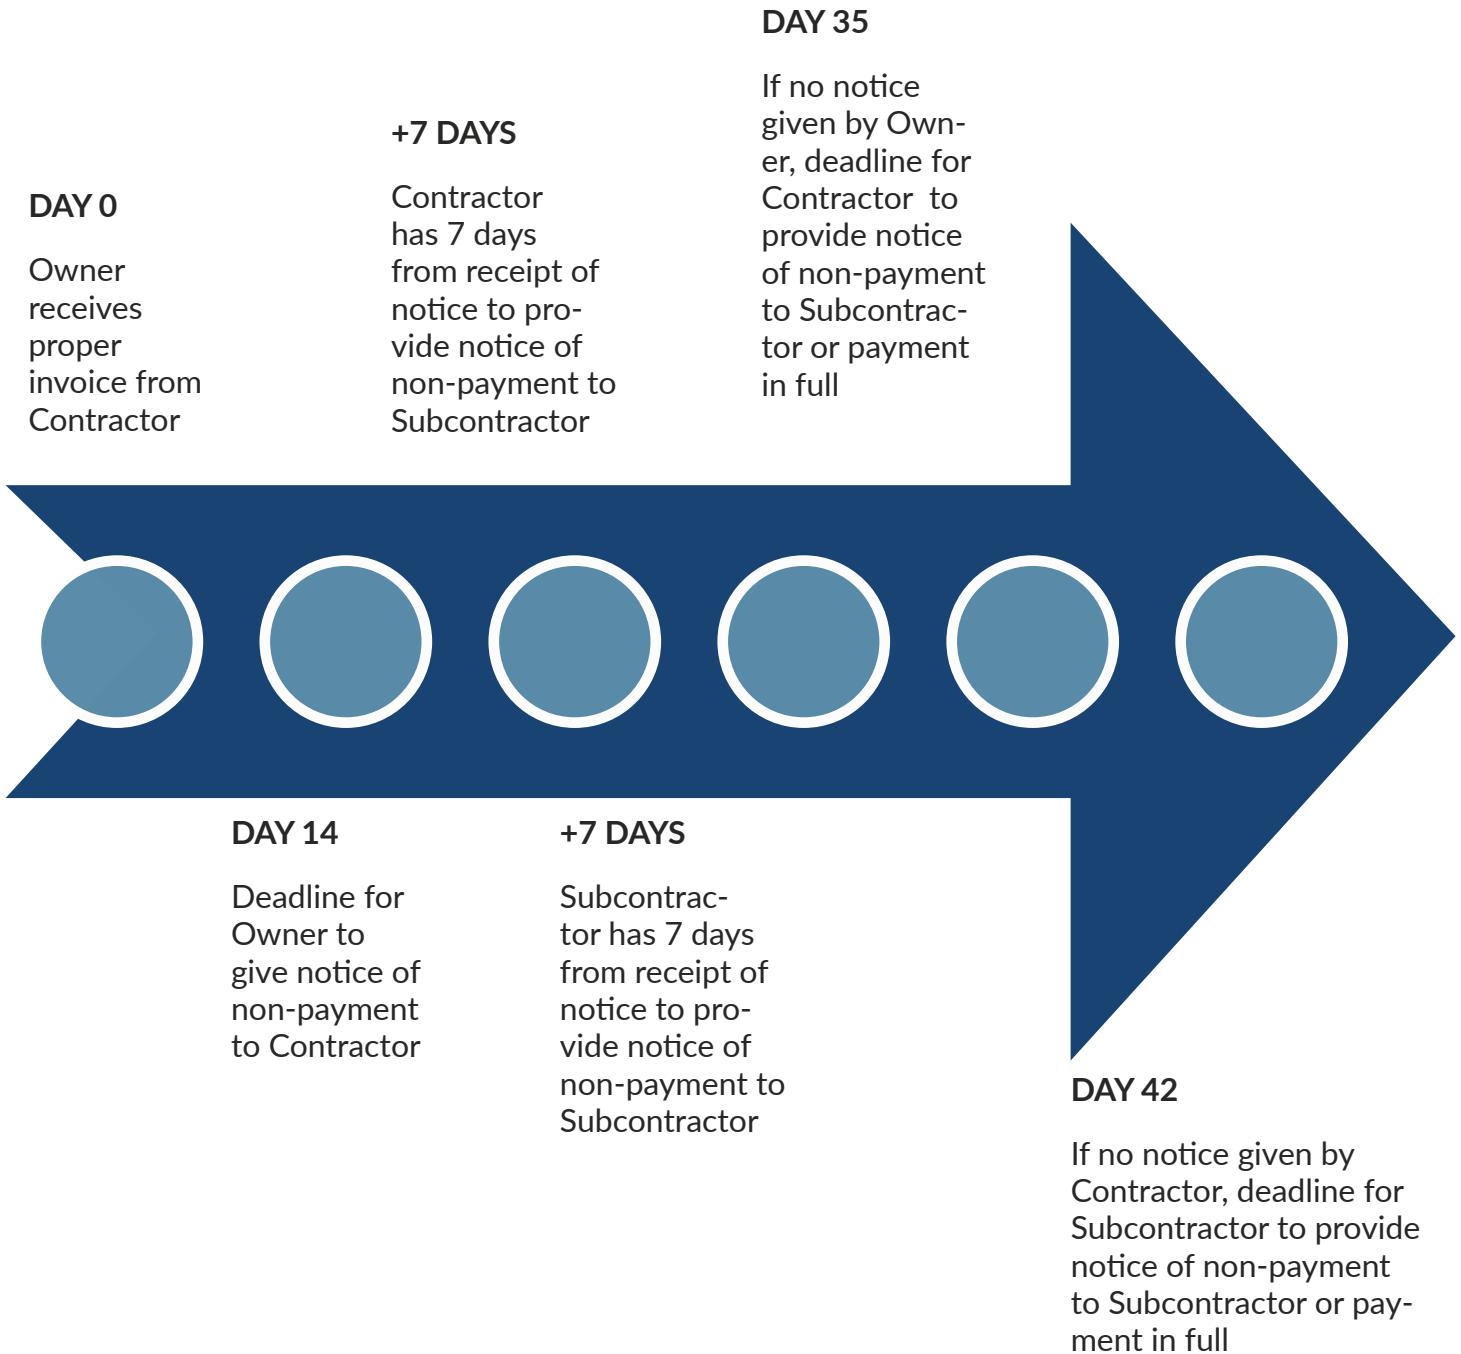 DAY 0
Owner
receives
proper
invoice from
Contractor
DAY 14
Deadline for
Owner to
give notice of
non-payment
to Contractor
+7 DAYS
Contractor
has 7 days
from receipt of
notice to pro-
vide notice of
non-payment to
Subcontractor
+7 DAYS
Subcontrac-
tor has 7 days
from receipt of
notice to pro-
vide notice of
non-payment to
Subcontractor
DAY 35
If no notice
given by Own-
er, deadline for
Contractor  to
provide notice
of non-payment
to Subcontrac-
tor or payment
in full
DAY 42
If no notice given by
Contractor, deadline for
Subcontractor to provide
notice of non-payment
to Subcontractor or pay-
ment in full